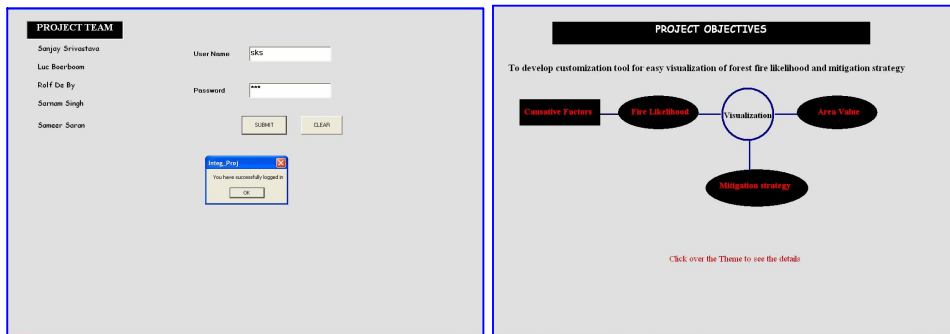 PROJECT TEAM
Sanjay Srivastava
Luc Boerboom
Rolf De By
Sarnam Singh
Sameer Saran
User Name
sks
Password
***
SUBMIT
CLEAR
Integ_Proj
You have successfully logged in
OK
PROJECT OBJECTIVES
To develop customization tool for easy visualization of forest fire likelihood and mitigation strategy
Causative Factors
Fire Likelihood
Visualization
Area Value
Mitigation strategy
Click over the Theme to see the details